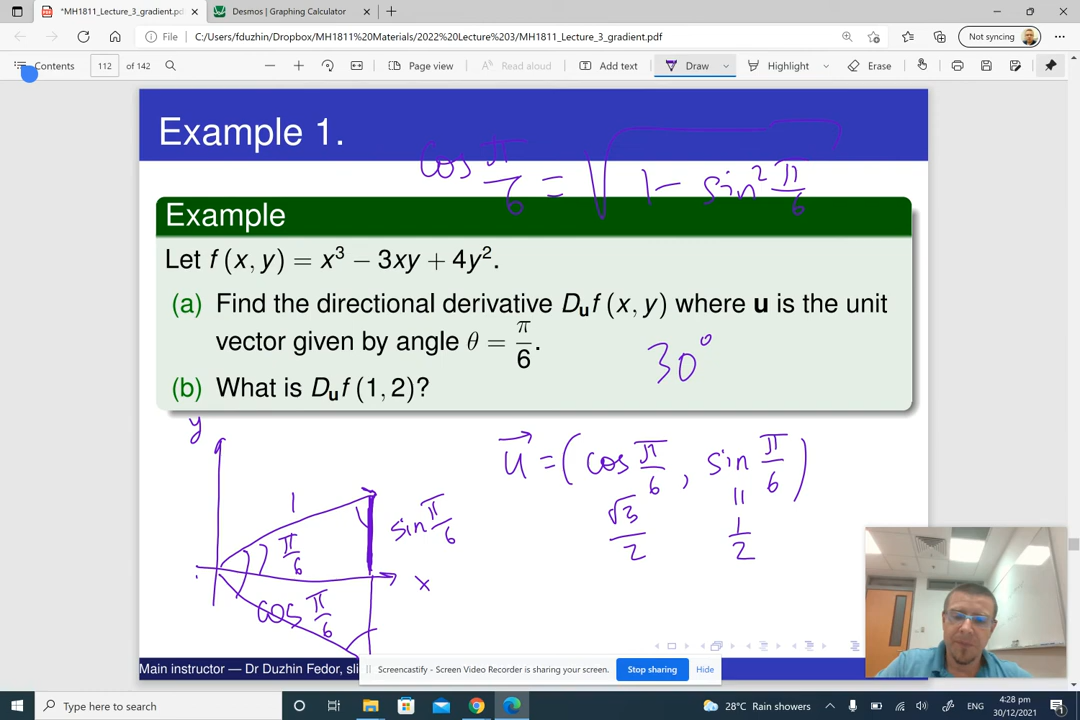 *MH1811_Lecture_3_gradient.pdf
Desmos | Graphing Calculator
File
C:/Users/fduzhin/Dropbox/MH1811%20Materials/2022%20Lecture%203/MH1811_Lecture_3_gradient.pdf
Not syncing
Contents
112 of 142
Page view
Read aloud
Add text
Draw
Highlight
Erase
Example 1.
cos π/6 = √(1 - sin² π/6)
Example
Let f(x, y) = x³ − 3xy + 4y².
(a) Find the directional derivative Duf(x, y) where u is the unit
vector given by angle θ = π/6.
30°
(b) What is Duf(1, 2)?
y
u = (cos π/6, sin π/6)
√3/2
=
1/2
1
π/6
sin π/6
x
cos π/6
Main instructor — Dr Duzhin Fedor, sli
Screencastify - Screen Video Recorder is sharing your screen.
Stop sharing
Hide
Type here to search
28°C Rain showers
ENG
4:28 pm
30/12/2021
1